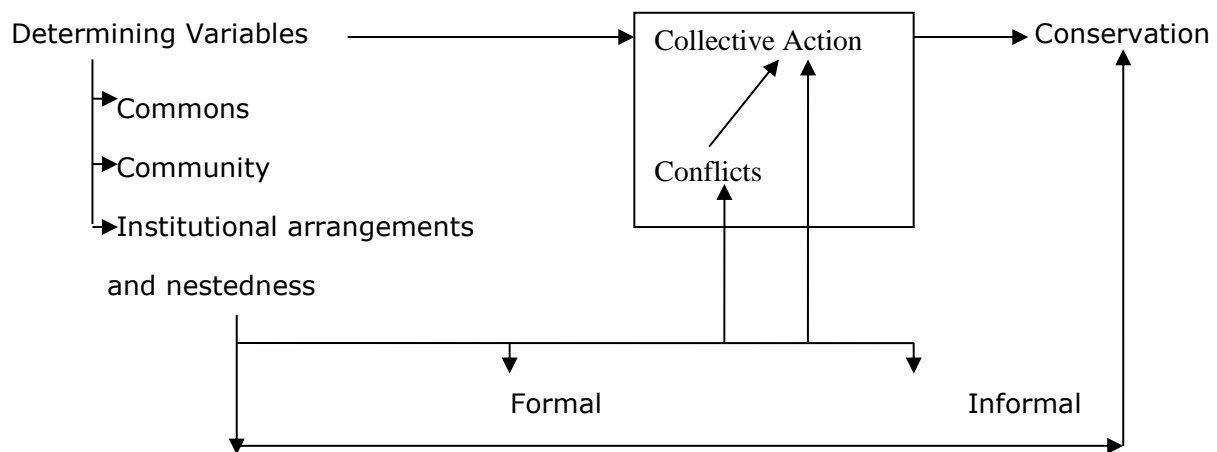 Determining Variables
Collective Action
Conservation
Commons
Community
Conflicts
Institutional arrangements
and nestedness
Formal
Informal